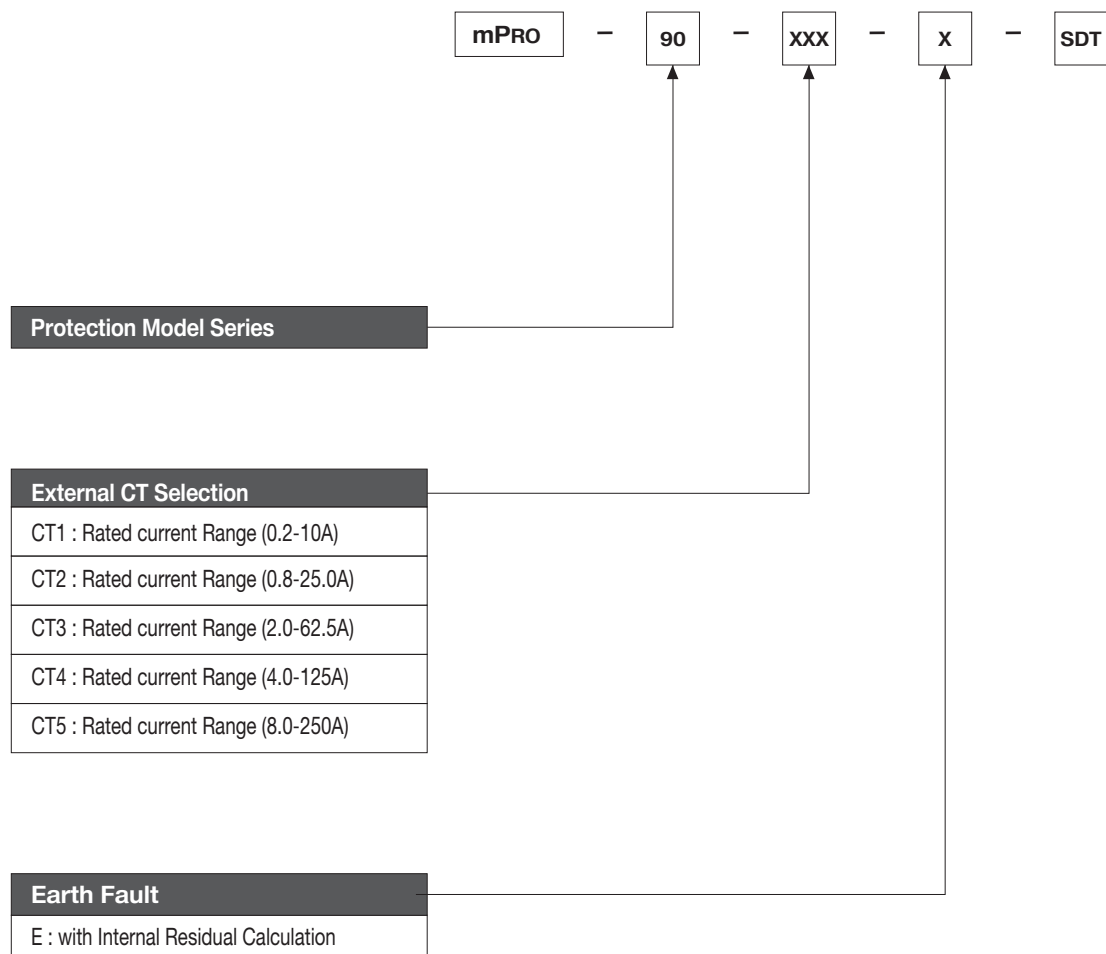 mPRO – 90 – XXX – X – SDT
Protection Model Series
External CT Selection
CT1 : Rated current Range (0.2-10A)
CT2 : Rated current Range (0.8-25.0A)
CT3 : Rated current Range (2.0-62.5A)
CT4 : Rated current Range (4.0-125A)
CT5 : Rated current Range (8.0-250A)
Earth Fault
E : with Internal Residual Calculation